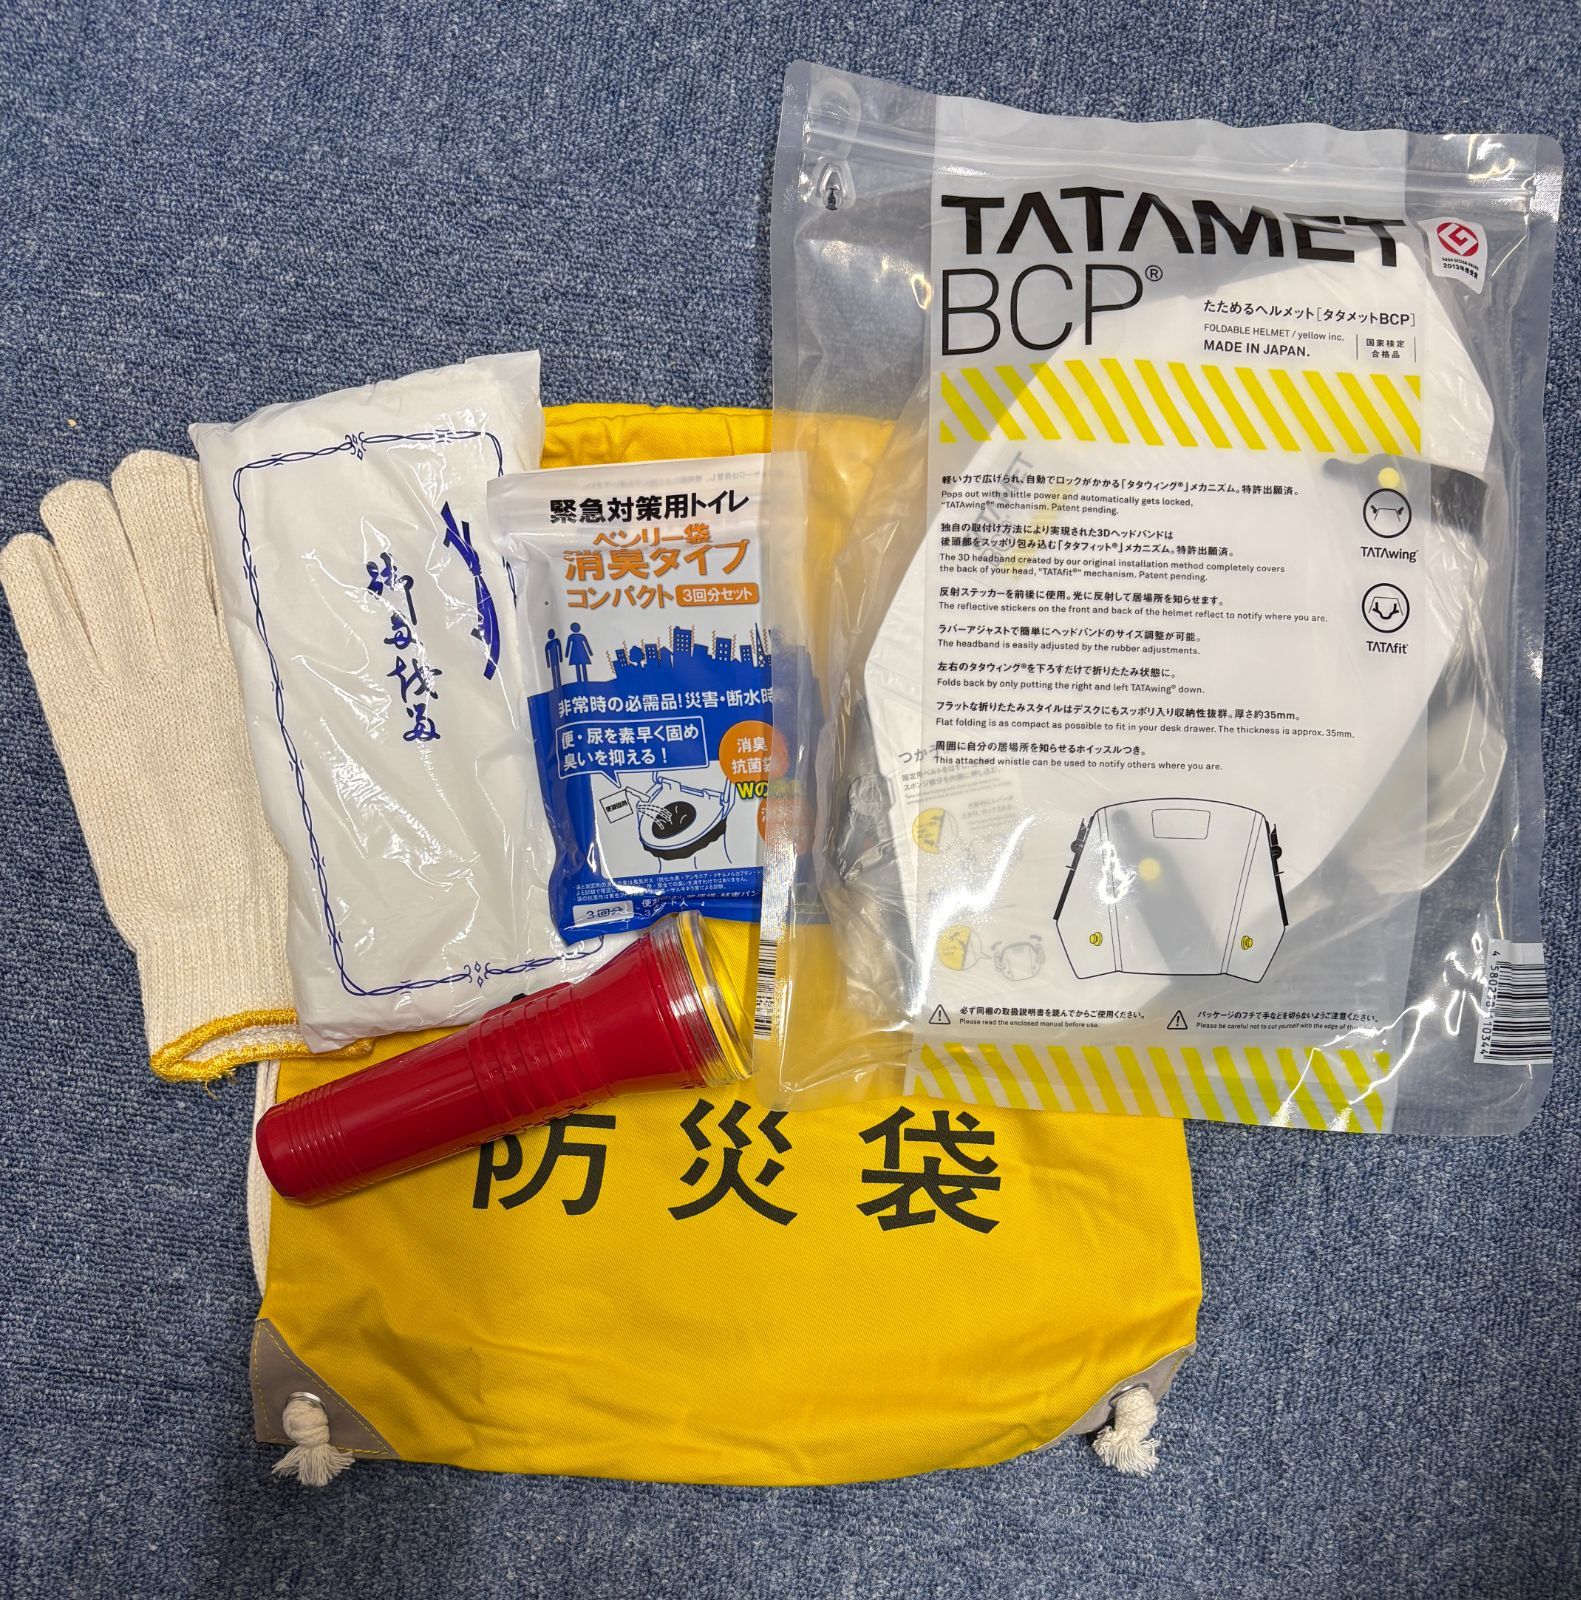 TATAMET
BCP®
GOOD DESIGN AWARD
2013年度受賞
たためるヘルメット[タタメットBCP]
FOLDABLE HELMET / yellow inc.
MADE IN JAPAN.
国家検定
合格品
軽い力で広げられ、自動でロックがかかる「タタウィング®」メカニズム。特許出願済。
Pops out with a little power and automatically gets locked,
"TATAwing®" mechanism. Patent pending.
独自の取付け方法により実現された3Dヘッドバンドは
後頭部をスッポリ包み込む「タタフィット®」メカニズム。特許出願済。
The 3D headband created by our original installation method completely covers
the back of your head, "TATAfit®" mechanism. Patent pending.
反射ステッカーを前後に使用。光に反射して居場所を知らせます。
The reflective stickers on the front and back of the helmet reflect to notify where you are.
ラバーアジャストで簡単にヘッドバンドのサイズ調整が可能。
The headband is easily adjusted by the rubber adjustments.
左右のタタウィング®を下ろすだけで折りたたみ状態に。
Folds back by only putting the right and left TATAwing® down.
フラットな折りたたみスタイルはデスクにもスッポリ入り収納性抜群。厚さ約35mm。
Flat folding is as compact as possible to fit in your desk drawer. The thickness is approx. 35mm.
周囲に自分の居場所を知らせるホイッスルつき。
This attached whistle can be used to notify others where you are.
TATAwing®
TATAfit®
必ず同梱の取扱説明書を読んでからご使用ください。
Please read the enclosed manual before use.
パッケージのフチで手などを切らないようご注意ください。
Please be careful not to cut yourself with the edge of the
緊急対策用トイレ
ベンリー袋
消臭タイプ
コンパクト 3回分セット
非常時の必需品!災害・断水時
便・尿を素早く固め
臭いを抑える!
消臭
抗菌袋
Wの
3回分
御多織多
防災袋